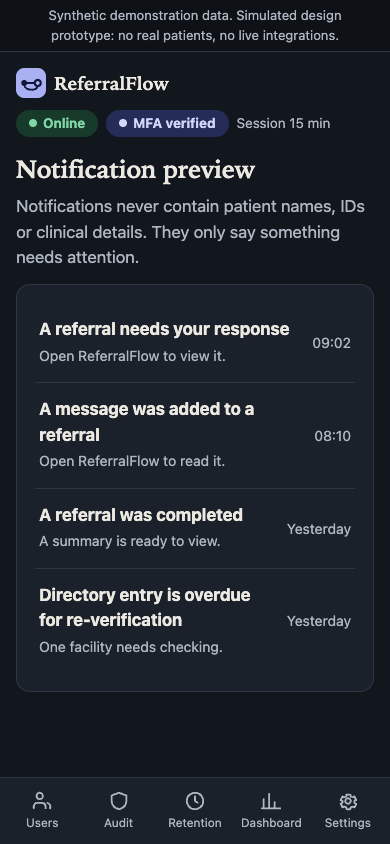 Synthetic demonstration data. Simulated design
prototype: no real patients, no live integrations.
ReferralFlow
Online
MFA verified
Session 15 min
Notification preview
Notifications never contain patient names, IDs
or clinical details. They only say something
needs attention.
A referral needs your response
Open ReferralFlow to view it.
09:02
A message was added to a
referral
Open ReferralFlow to read it.
08:10
A referral was completed
A summary is ready to view.
Yesterday
Directory entry is overdue
for re-verification
One facility needs checking.
Yesterday
Users
Audit
Retention
Dashboard
Settings